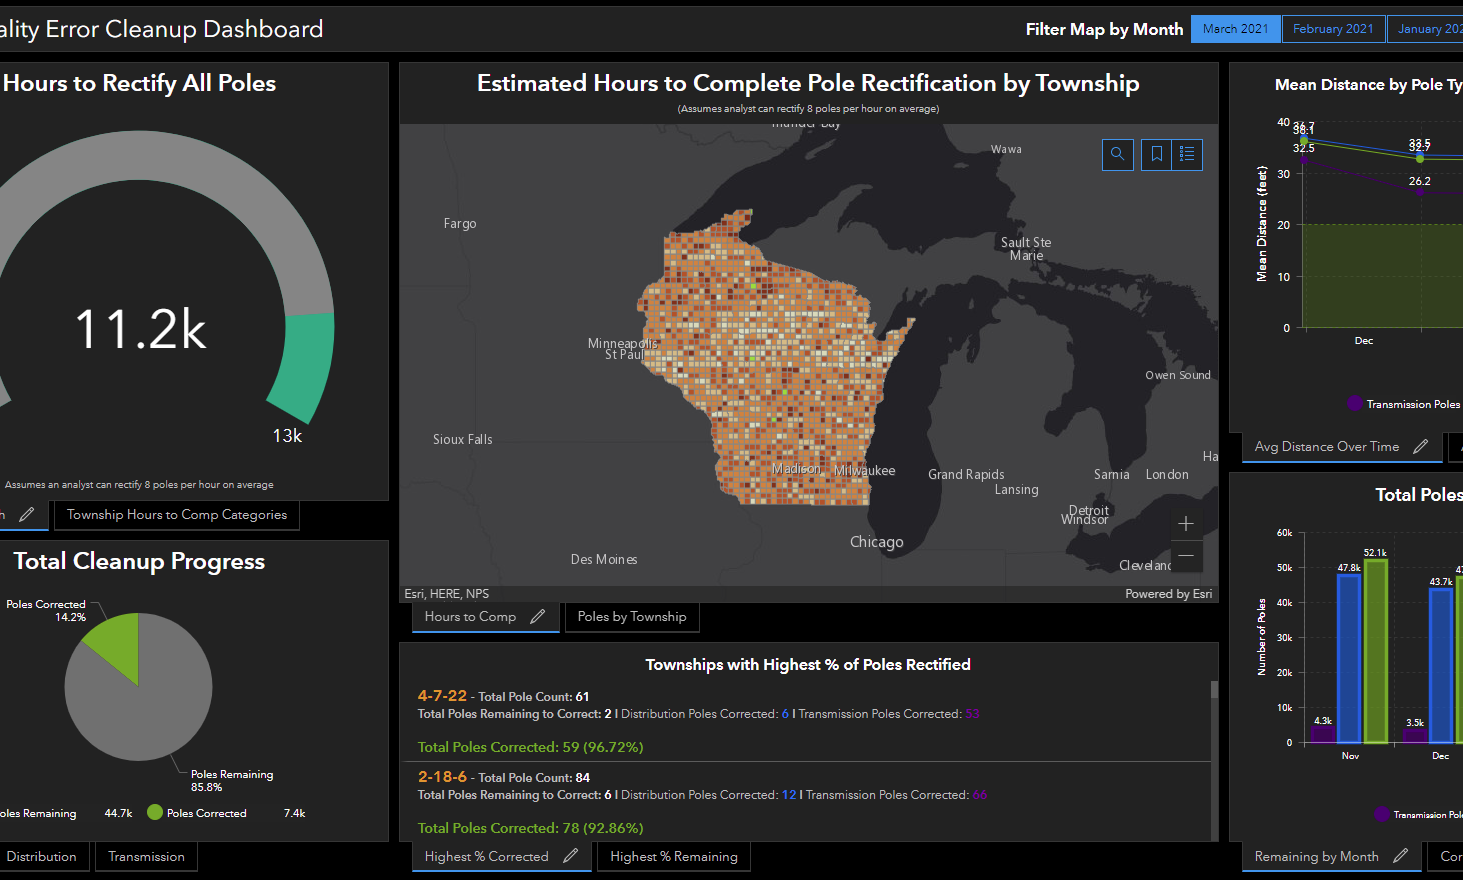 ality Error Cleanup Dashboard
Filter Map by Month
March 2021
February 2021
January 202
Hours to Rectify All Poles
11.2k
13k
Assumes an analyst can rectify 8 poles per hour on average
h
Township Hours to Comp Categories
Total Cleanup Progress
Poles Corrected
14.2%
Poles Remaining
85.8%
oles Remaining 44.7k
Poles Corrected 7.4k
Distribution
Transmission
Estimated Hours to Complete Pole Rectification by Township
(Assumes analyst can rectify 8 poles per hour on average)
Thunder Bay
Wawa
Fargo
Sault Ste
Marie
Minneapolis
St Paul
Owen Sound
Sioux Falls
Madison
Milwaukee
Grand Rapids
Lansing
Sarnia
London
Ha
Detroit
Windsor
Chicago
Des Moines
Cleveland
Esri, HERE, NPS
Powered by Esri
Hours to Comp
Poles by Township
Townships with Highest % of Poles Rectified
4-7-22 - Total Pole Count: 61
Total Poles Remaining to Correct: 2 | Distribution Poles Corrected: 6 | Transmission Poles Corrected: 53
Total Poles Corrected: 59 (96.72%)
2-18-6 - Total Pole Count: 84
Total Poles Remaining to Correct: 6 | Distribution Poles Corrected: 12 | Transmission Poles Corrected: 66
Total Poles Corrected: 78 (92.86%)
Highest % Corrected
Highest % Remaining
Mean Distance by Pole Ty
Mean Distance (feet)
40
30
20
10
0
36.7
36.1
32.5
33.5
32.7
26.2
Dec
Transmission Poles
Avg Distance Over Time
A
Total Poles
Number of Poles
60k
50k
40k
30k
20k
10k
0
4.3k
47.8k
52.1k
3.5k
43.7k
47
Nov
Dec
Transmission Pol
Remaining by Month
Cor